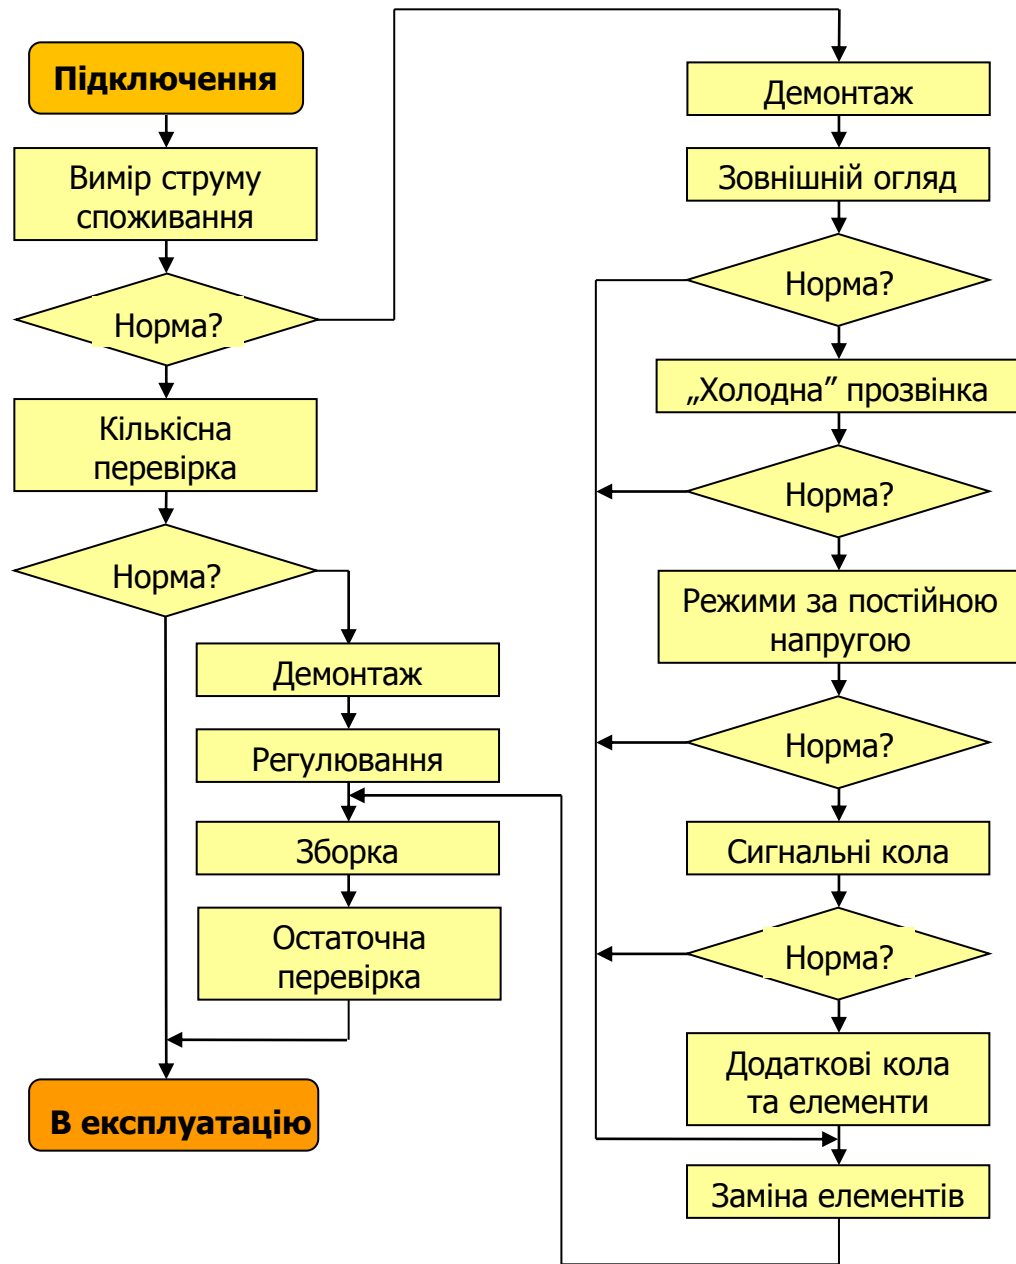 Підключення
Вимір струму
споживання
Норма?
Кількісна
перевірка
Норма?
Демонтаж
Регулювання
Зборка
Остаточна
перевірка
В експлуатацію
Демонтаж
Зовнішній огляд
Норма?
„Холодна” прозвінка
Норма?
Режими за постійною
напругою
Норма?
Сигнальні кола
Норма?
Додаткові кола
та елементи
Заміна елементів